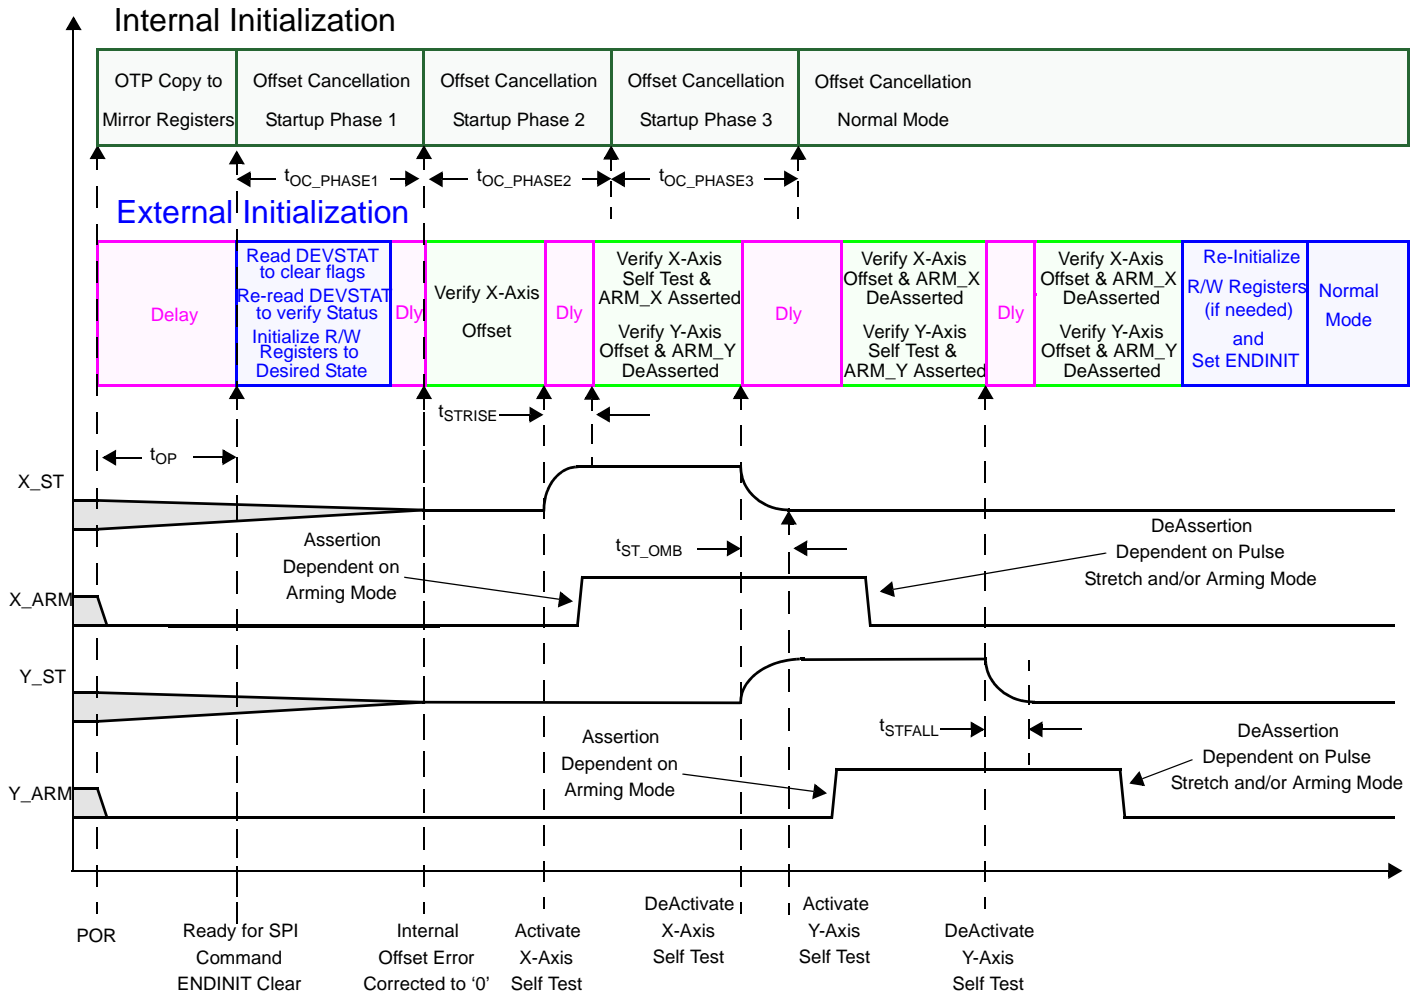 Internal Initialization
OTP Copy to
Mirror Registers
Offset Cancellation
Startup Phase 1
Offset Cancellation
Startup Phase 2
Offset Cancellation
Startup Phase 3
Offset Cancellation
Normal Mode
tOC_PHASE1
tOC_PHASE2
tOC_PHASE3
External Initialization
Delay
Read DEVSTAT
to clear flags
Re-read DEVSTAT
to verify Status
Initialize R/W
Registers to
Desired State
Dly
Verify X-Axis
Offset
Dly
Verify X-Axis
Self Test &
ARM_X Asserted
Verify Y-Axis
Offset & ARM_Y
DeAsserted
Dly
Verify X-Axis
Offset & ARM_X
DeAsserted
Verify Y-Axis
Self Test &
ARM_Y Asserted
Dly
Verify X-Axis
Offset & ARM_X
DeAsserted
Verify Y-Axis
Offset & ARM_Y
DeAsserted
Re-Initialize
R/W Registers
(if needed)
and
Set ENDINIT
Normal
Mode
tSTRISE
tOP
X_ST
Assertion
Dependent on
Arming Mode
tST_OMB
DeAssertion
Dependent on Pulse
Stretch and/or Arming Mode
X_ARM
Y_ST
tSTFALL
Assertion
Dependent on
Arming Mode
DeAssertion
Dependent on Pulse
Stretch and/or Arming Mode
Y_ARM
POR
Ready for SPI
Command
ENDINIT Clear
Internal
Offset Error
Corrected to ‘0’
Activate
X-Axis
Self Test
DeActivate
X-Axis
Self Test
Activate
Y-Axis
Self Test
DeActivate
Y-Axis
Self Test